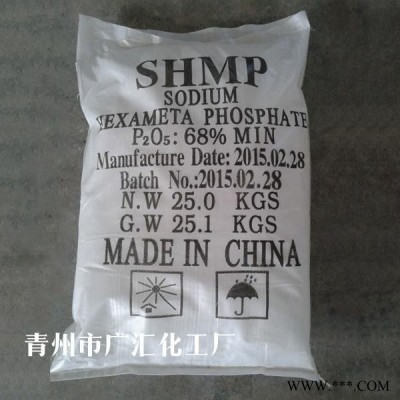 SHMP
SODIUM
HEXAMETA PHOSPHATE
P₂O₅: 68% MIN
Manufacture Date: 2015.02.28
Batch No.:2015.02.28
N.W 25.0 KGS
G.W 25.1 KGS
MADE IN CHINA
青州市广汇化工厂
www.***.COM